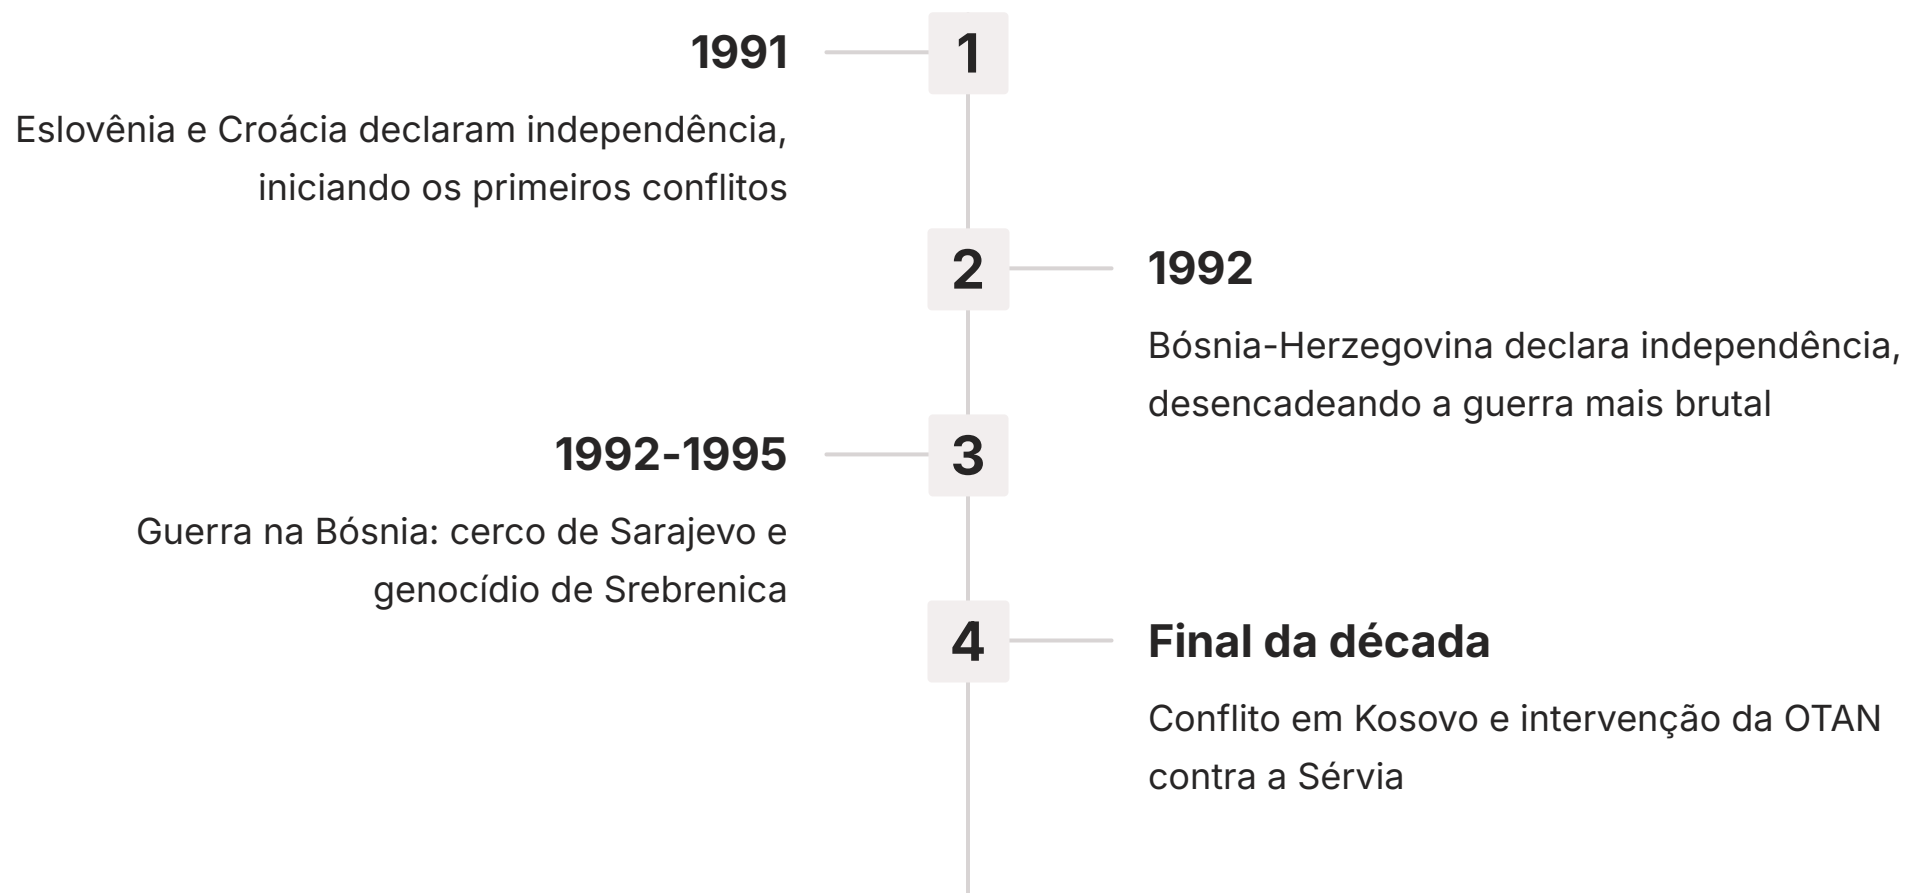 1991
1
Eslovênia e Croácia declaram independência,
iniciando os primeiros conflitos
2
1992
Bósnia-Herzegovina declara independência,
desencadeando a guerra mais brutal
1992-1995
3
Guerra na Bósnia: cerco de Sarajevo e
genocídio de Srebrenica
4
Final da década
Conflito em Kosovo e intervenção da OTAN
contra a Sérvia